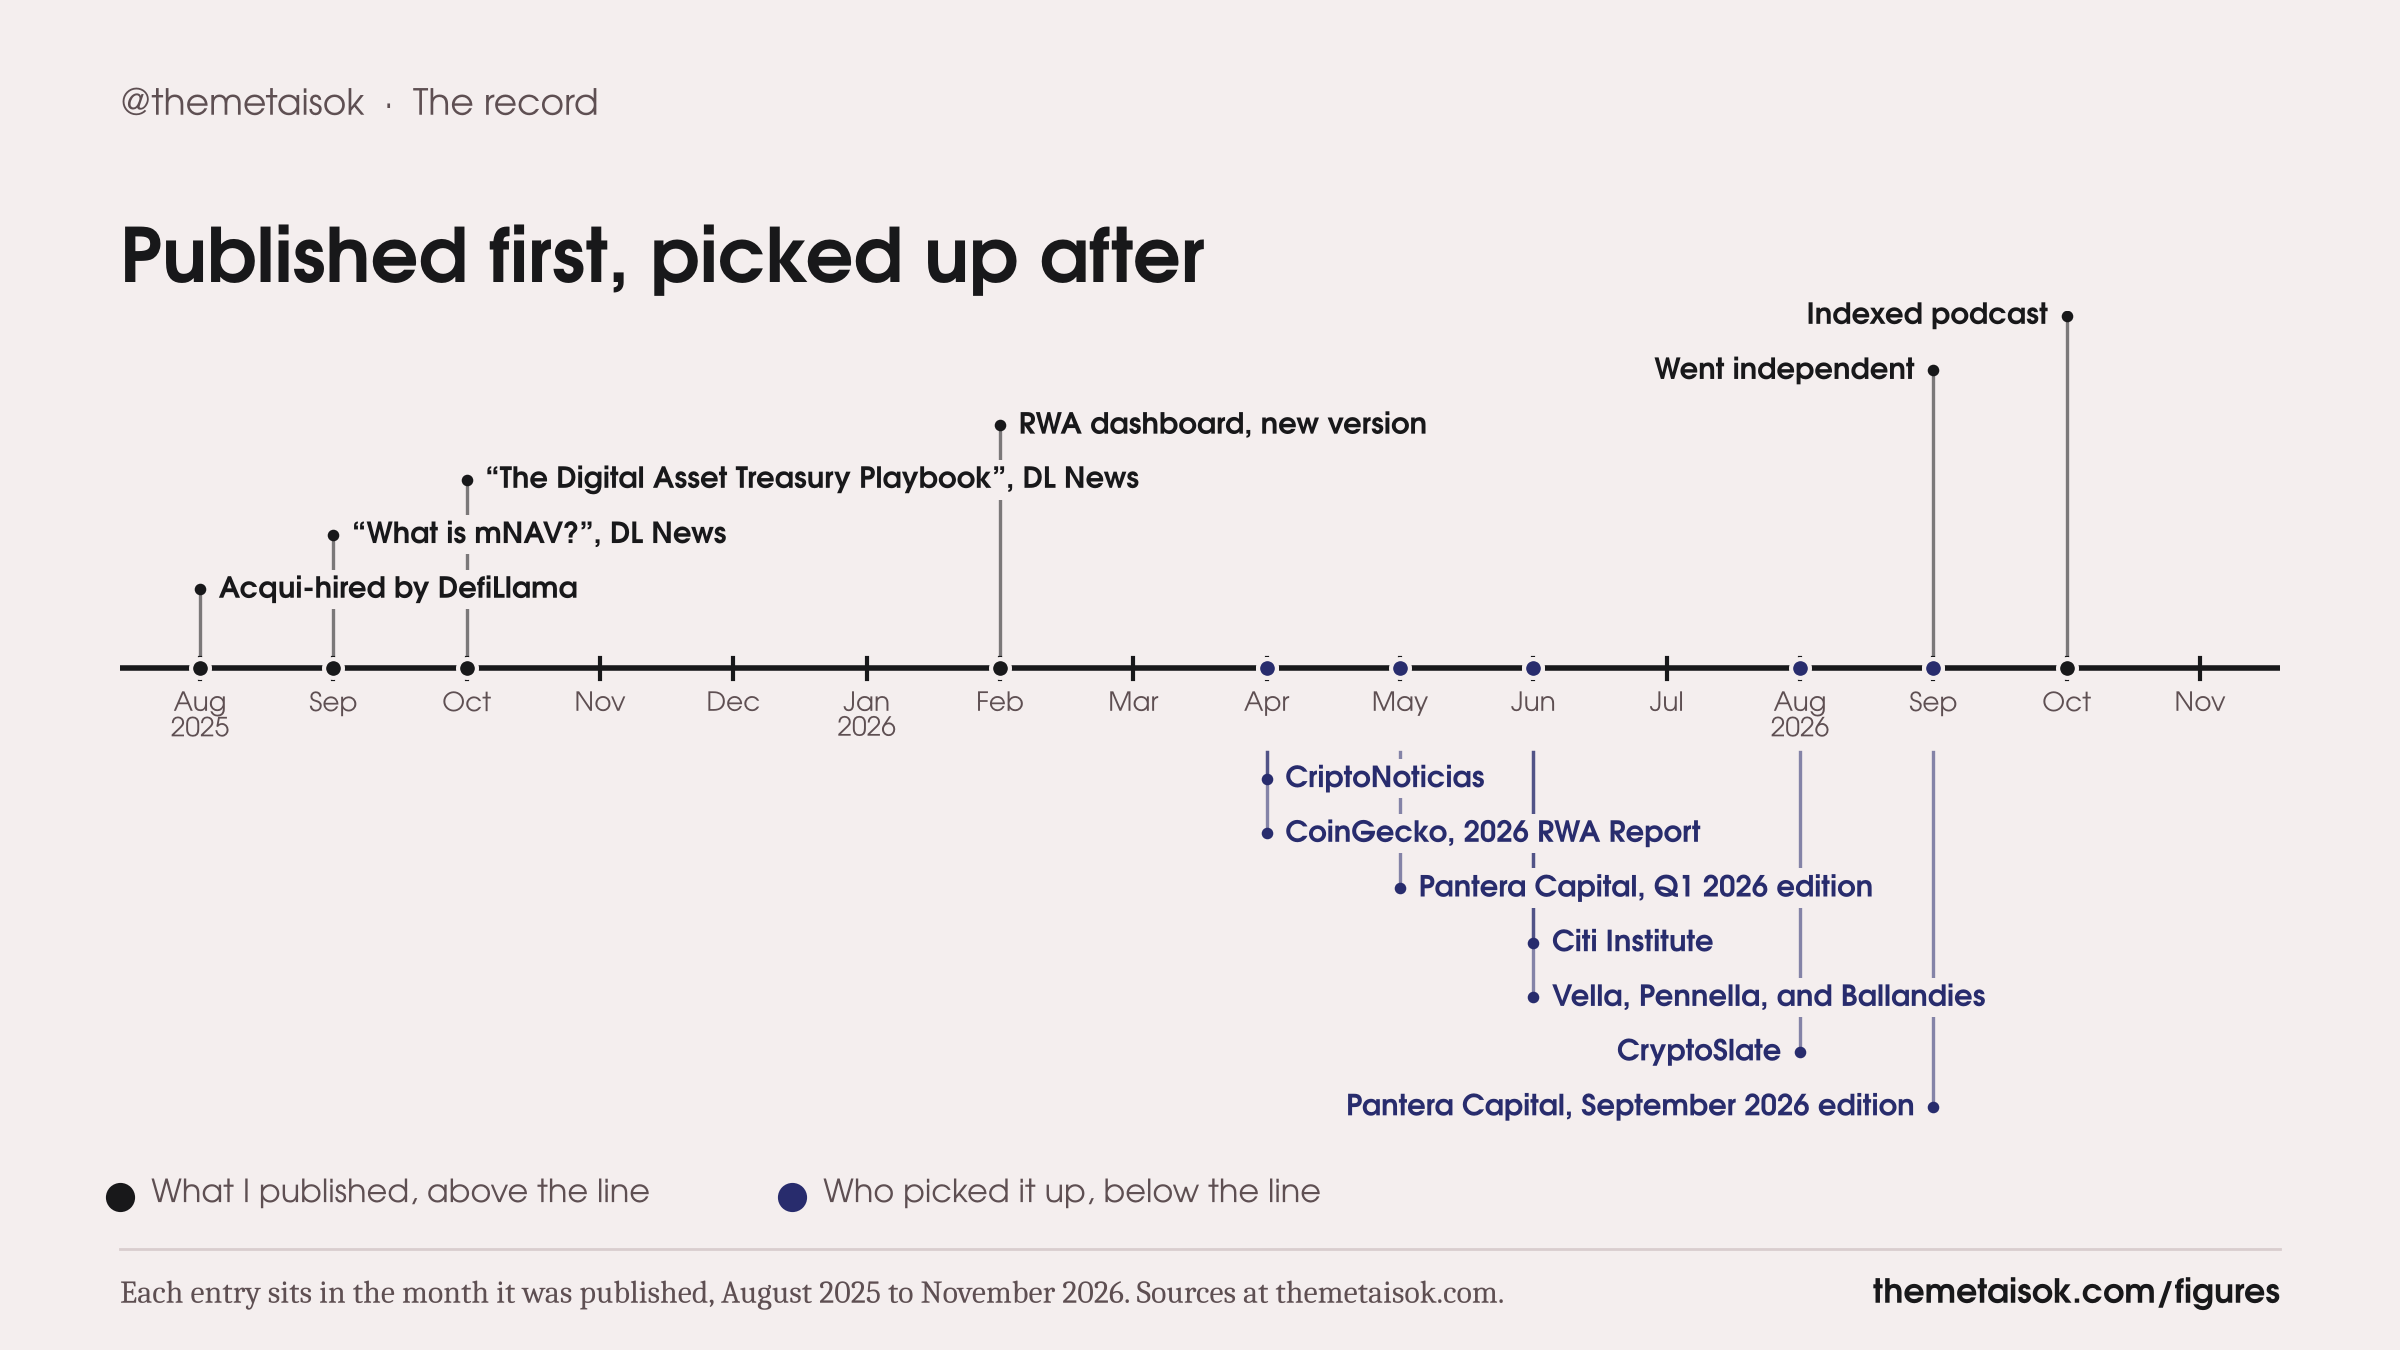 @themetaisok · The record
Published first, picked up after
Indexed podcast
Went independent
RWA dashboard, new version
“The Digital Asset Treasury Playbook”, DL News
“What is mNAV?”, DL News
Acqui-hired by DefiLlama
Aug 2025
Sep
Oct
Nov
Dec
Jan 2026
Feb
Mar
Apr
May
Jun
Jul
Aug 2026
Sep
Oct
Nov
CriptoNoticias
CoinGecko, 2026 RWA Report
Pantera Capital, Q1 2026 edition
Citi Institute
Vella, Pennella, and Ballandies
CryptoSlate
Pantera Capital, September 2026 edition
What I published, above the line
Who picked it up, below the line
Each entry sits in the month it was published, August 2025 to November 2026. Sources at themetaisok.com.
themetaisok.com/figures